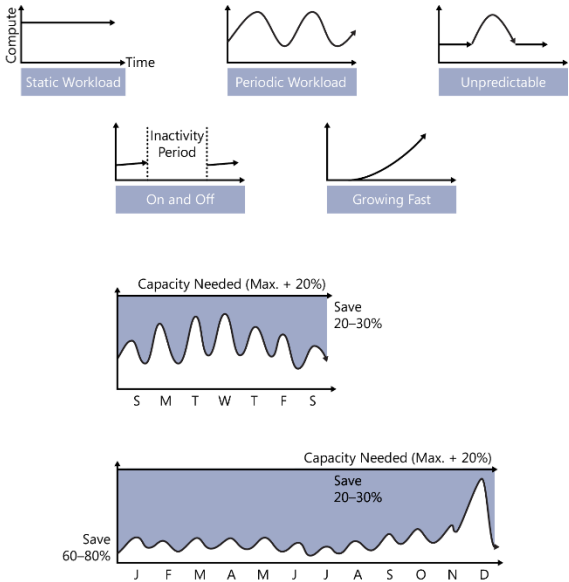 Compute
Time
Static Workload
Periodic Workload
Unpredictable
Inactivity
Period
On and Off
Growing Fast
Capacity Needed (Max. + 20%)
Save
20–30%
S M T W T F S
Capacity Needed (Max. + 20%)
Save
20–30%
Save
60–80%
J F M A M J J A S O N D